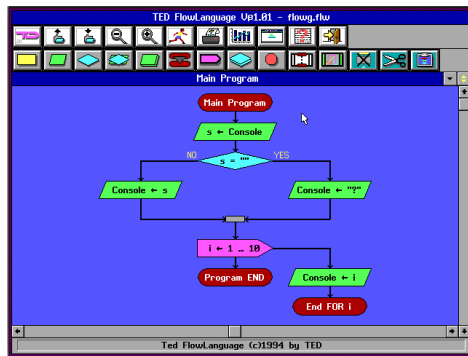 TED FlowLanguage Vp1.01 - flowg.flw
Main Program
Main Program
s ← Console
NO
s = ""
YES
Console ← s
Console ← "?"
i ← 1 … 10
Program END
Console ← i
End FOR i
Ted FlowLanguage (c)1994 by TED